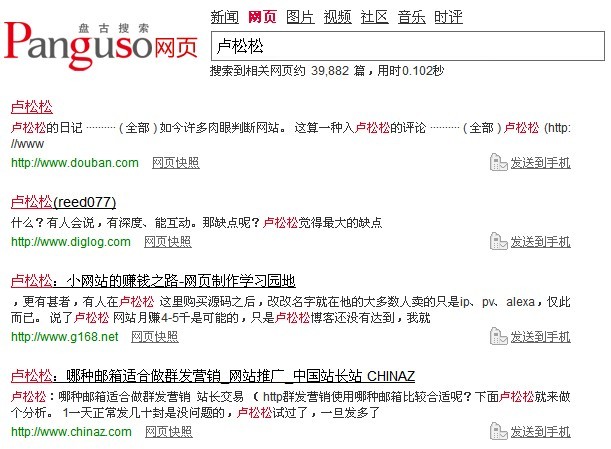 新闻 网页 图片 视频 社区 音乐 时评
盘古搜索
Panguso 网页
卢松松
搜索到相关网页约 39,882 篇，用时0.102秒
卢松松
卢松松的日记 ·········· ( 全部 ) 如今许多肉眼判断网站。 这算一种入卢松松的评论 ·········· ( 全部 ) 卢松松 (http:
//www
http://www.douban.com 网页快照 发送到手机
卢松松(reed077)
什么？有人会说，有深度、能互动。那缺点呢？卢松松觉得最大的缺点
http://www.diglog.com 网页快照 发送到手机
卢松松：小网站的赚钱之路-网页制作学习园地
，更有甚者，有人在卢松松 这里购买源码之后，改改名字就在他的大多数人卖的只是ip、pv、alexa，仅此
而已。 说了卢松松 网站月赚4-5千是可能的，只是卢松松博客还没有达到，我就
http://www.g168.net 网页快照 发送到手机
卢松松：哪种邮箱适合做群发营销_网站推广_中国站长站 CHINAZ
卢松松：哪种邮箱适合做群发营销 站长交易 （ http群发营销使用哪种邮箱比较合适呢？下面卢松松就来做
个分析。 1一天正常发几十封是没问题的，卢松松试过了，一旦发多了
http://www.chinaz.com 网页快照 发送到手机